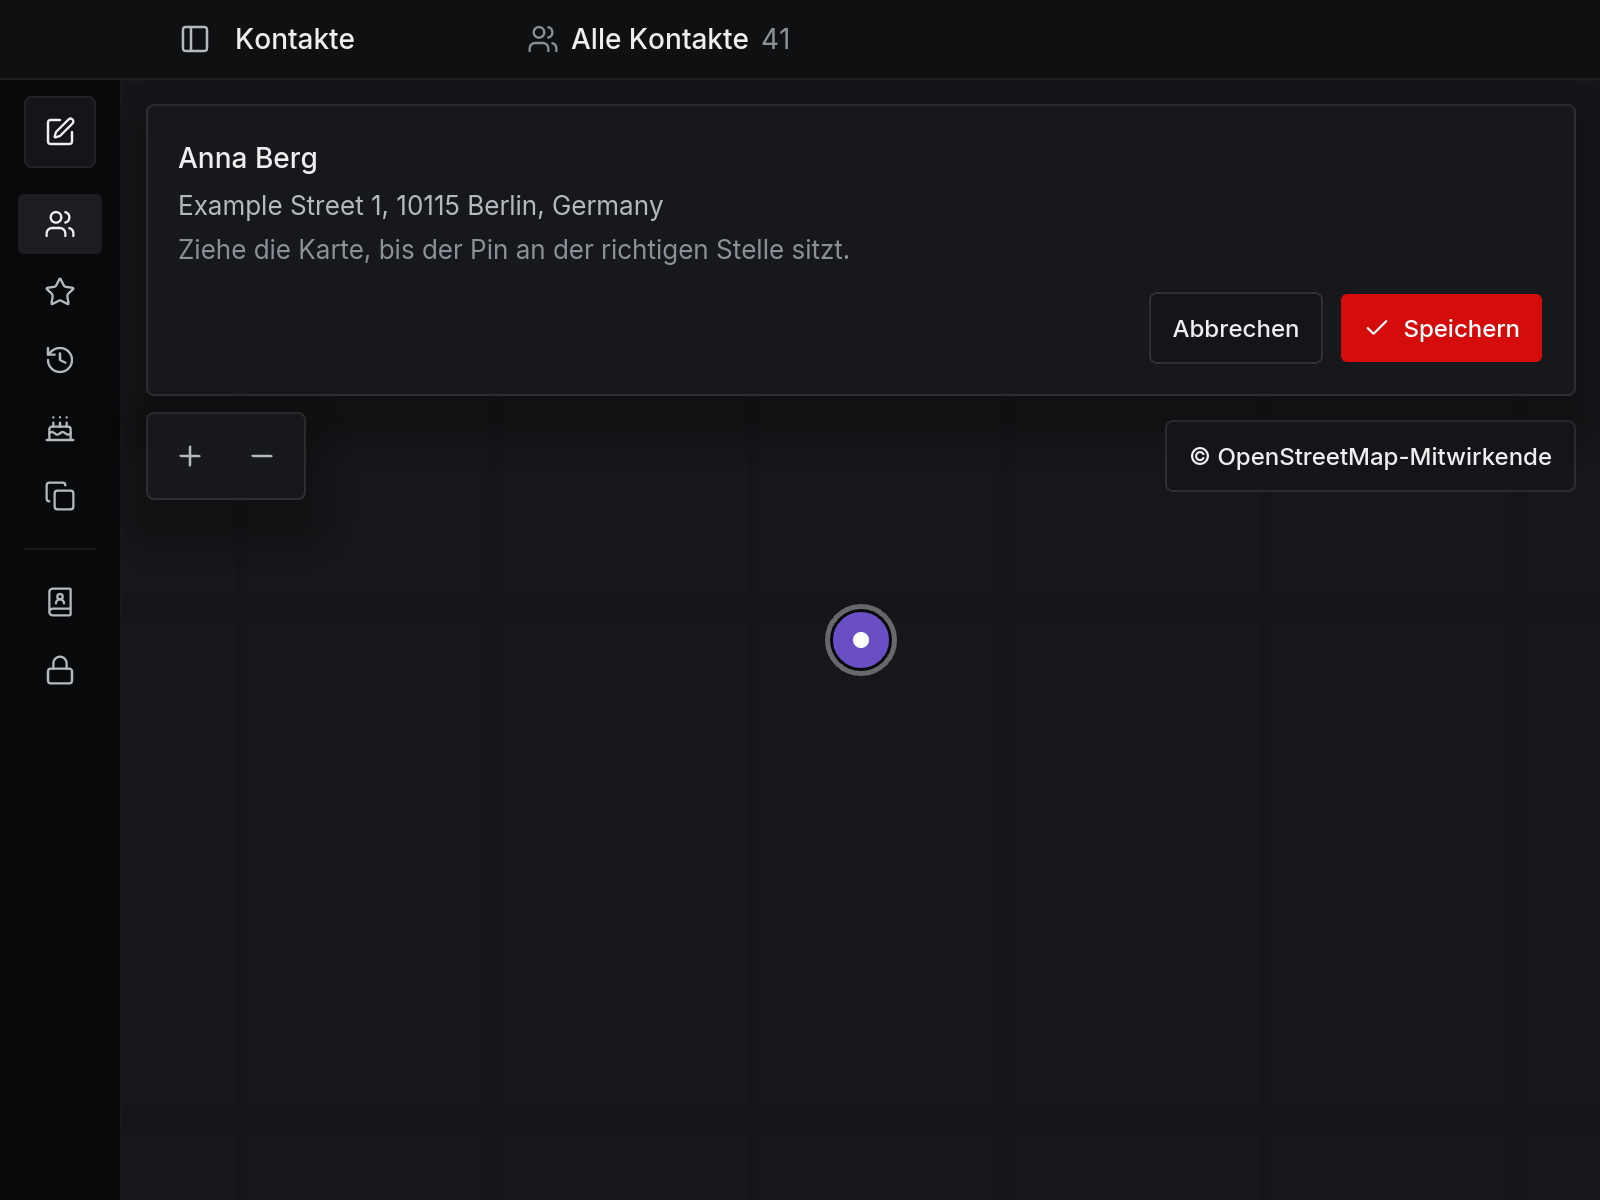 Kontakte
Alle Kontakte 41
Anna Berg
Example Street 1, 10115 Berlin, Germany
Ziehe die Karte, bis der Pin an der richtigen Stelle sitzt.
Abbrechen
Speichern
© OpenStreetMap-Mitwirkende